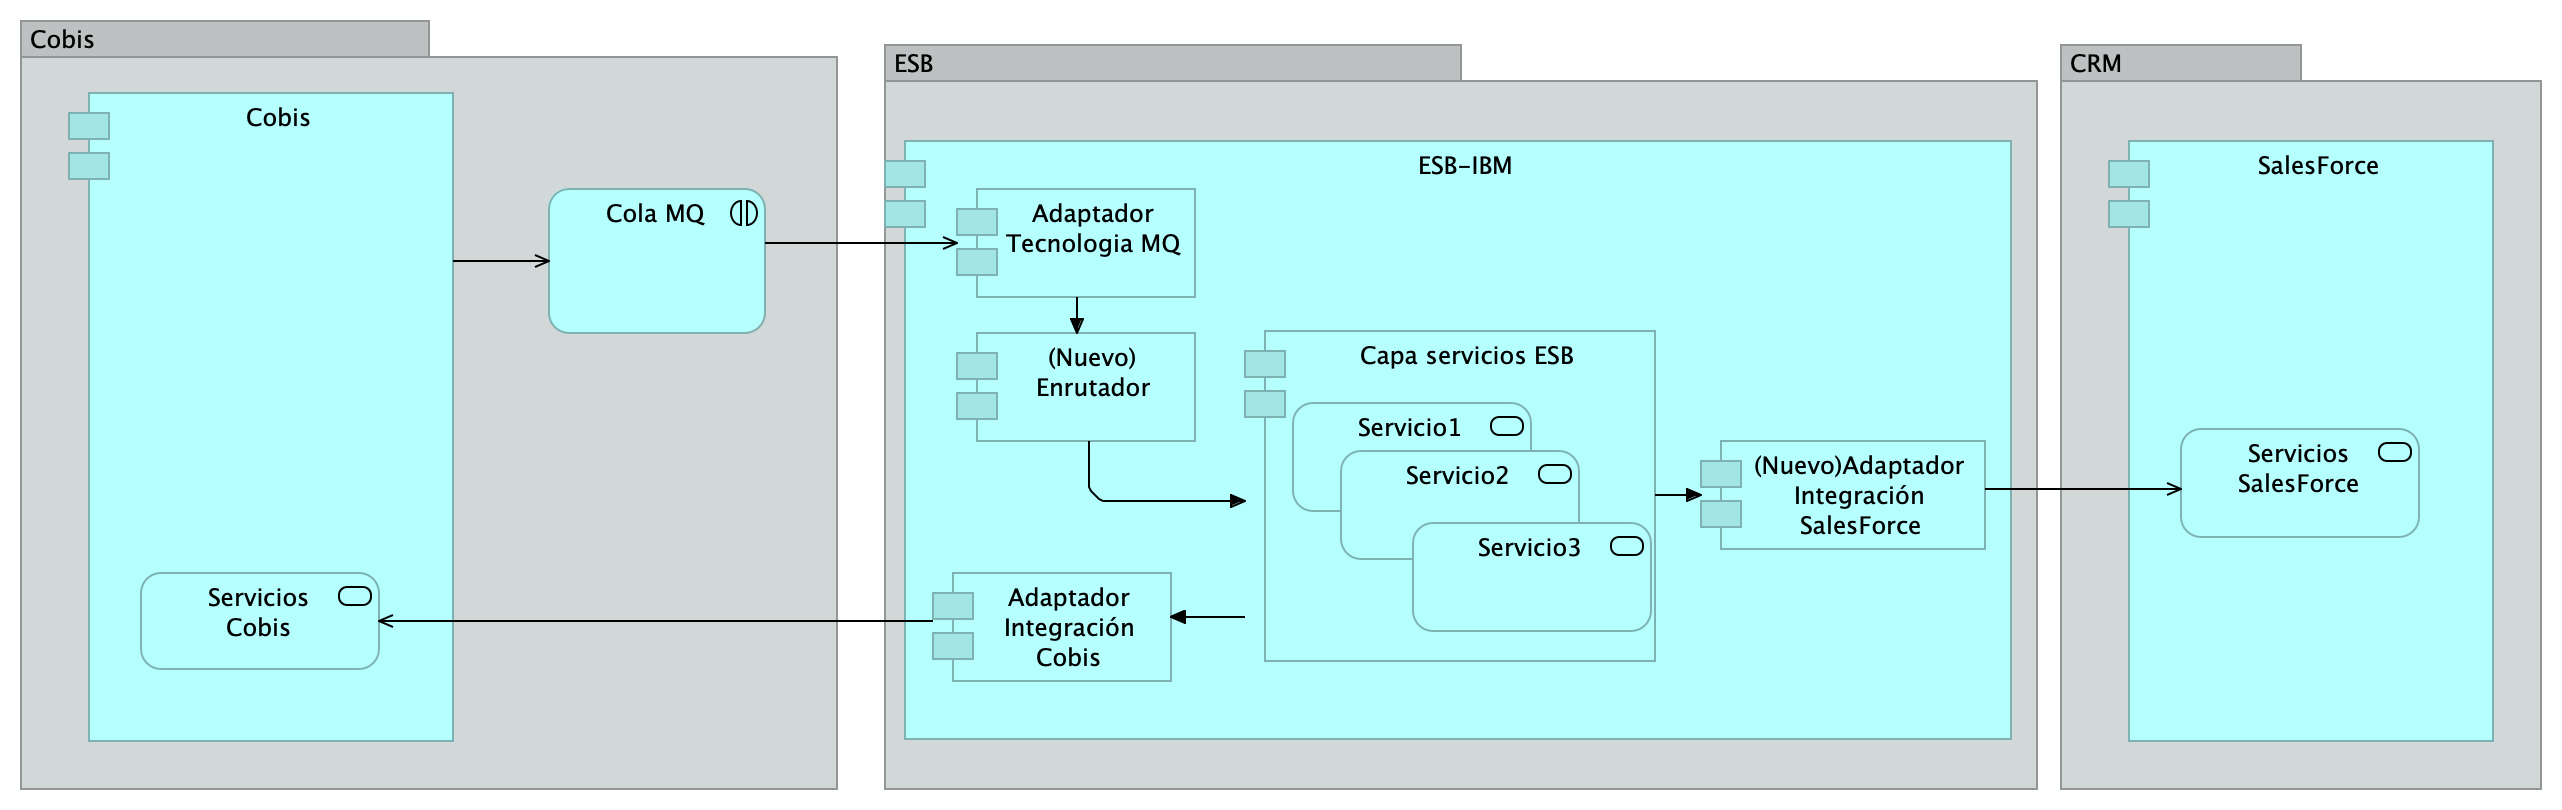 Cobis
Cobis
Cola MQ
Servicios
Cobis
ESB
ESB-IBM
Adaptador
Tecnologia MQ
(Nuevo)
Enrutador
Capa servicios ESB
Servicio1
Servicio2
Servicio3
(Nuevo)Adaptador
Integración
SalesForce
Adaptador
Integración
Cobis
CRM
SalesForce
Servicios
SalesForce